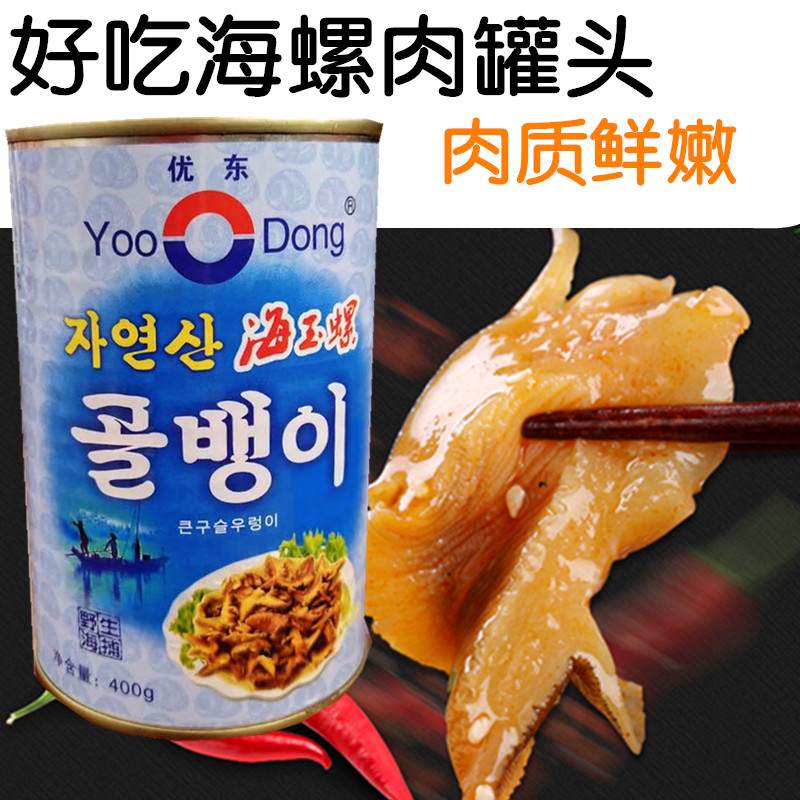 好吃海螺肉罐头
肉质鲜嫩
优东
Yoo Dong®
자연산 海玉螺
골뱅이
큰구슬우렁이
野生
海捕
净含量：400g